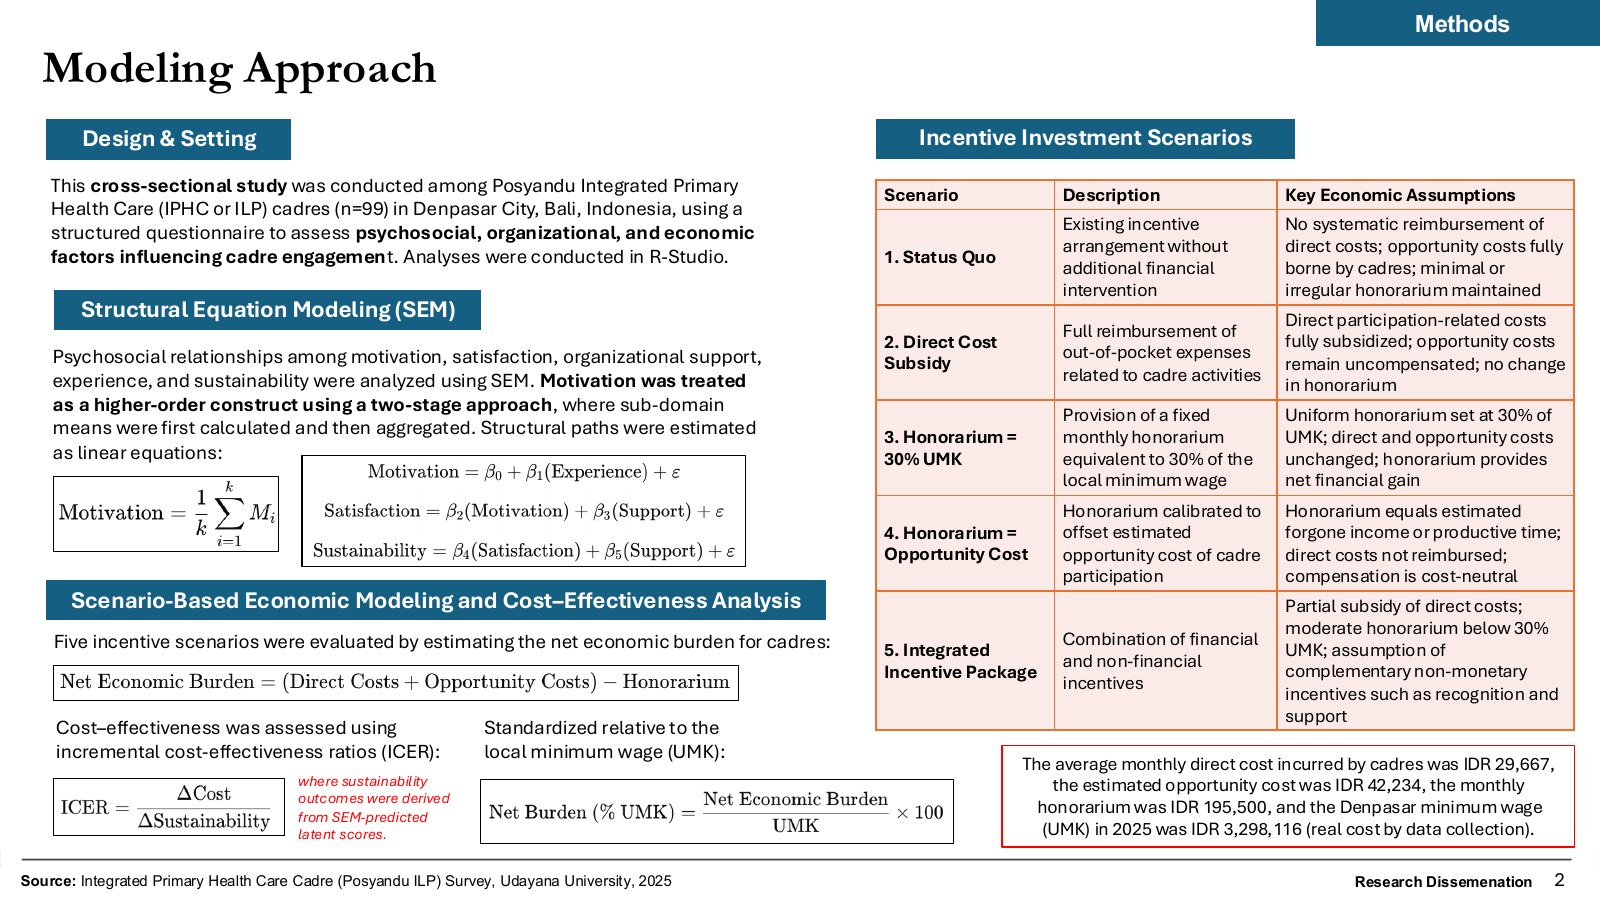 Methods
Modeling Approach
Design & Setting
This cross-sectional study was conducted among Posyandu Integrated Primary
Health Care (IPHC or ILP) cadres (n=99) in Denpasar City, Bali, Indonesia, using a
structured questionnaire to assess psychosocial, organizational, and economic
factors influencing cadre engagement. Analyses were conducted in R-Studio.
Structural Equation Modeling (SEM)
Psychosocial relationships among motivation, satisfaction, organizational support,
experience, and sustainability were analyzed using SEM. Motivation was treated
as a higher-order construct using a two-stage approach, where sub-domain
means were first calculated and then aggregated. Structural paths were estimated
as linear equations:
Motivation = 1/k ∑_{i=1}^{k} M_i
Motivation = β₀ + β₁(Experience) + ε
Satisfaction = β₂(Motivation) + β₃(Support) + ε
Sustainability = β₄(Satisfaction) + β₅(Support) + ε
Scenario-Based Economic Modeling and Cost–Effectiveness Analysis
Five incentive scenarios were evaluated by estimating the net economic burden for cadres:
Net Economic Burden = (Direct Costs + Opportunity Costs) − Honorarium
Cost–effectiveness was assessed using
incremental cost-effectiveness ratios (ICER):
ICER = ΔCost / ΔSustainability
where sustainability
outcomes were derived
from SEM-predicted
latent scores.
Standardized relative to the
local minimum wage (UMK):
Net Burden (% UMK) = Net Economic Burden / UMK × 100
Incentive Investment Scenarios
Scenario
Description
Key Economic Assumptions
1. Status Quo
Existing incentive
arrangement without
additional financial
intervention
No systematic reimbursement of
direct costs; opportunity costs fully
borne by cadres; minimal or
irregular honorarium maintained
2. Direct Cost
Subsidy
Full reimbursement of
out-of-pocket expenses
related to cadre activities
Direct participation-related costs
fully subsidized; opportunity costs
remain uncompensated; no change
in honorarium
3. Honorarium =
30% UMK
Provision of a fixed
monthly honorarium
equivalent to 30% of the
local minimum wage
Uniform honorarium set at 30% of
UMK; direct and opportunity costs
unchanged; honorarium provides
net financial gain
4. Honorarium =
Opportunity Cost
Honorarium calibrated to
offset estimated
opportunity cost of cadre
participation
Honorarium equals estimated
forgone income or productive time;
direct costs not reimbursed;
compensation is cost-neutral
5. Integrated
Incentive Package
Combination of financial
and non-financial
incentives
Partial subsidy of direct costs;
moderate honorarium below 30%
UMK; assumption of
complementary non-monetary
incentives such as recognition and
support
The average monthly direct cost incurred by cadres was IDR 29,667,
the estimated opportunity cost was IDR 42,234, the monthly
honorarium was IDR 195,500, and the Denpasar minimum wage
(UMK) in 2025 was IDR 3,298,116 (real cost by data collection).
Source: Integrated Primary Health Care Cadre (Posyandu ILP) Survey, Udayana University, 2025
Research Dissemenation 2